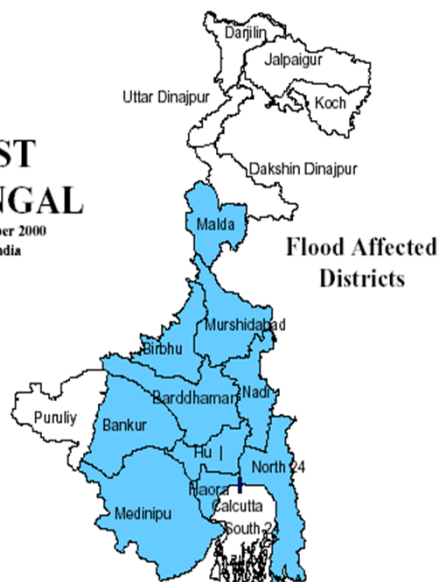 Darjilin
Jalpaigur
Uttar Dinajpur
Koch
ST
Dakshin Dinajpur
NGAL
Malda
ber 2000
ndia
Flood Affected
Districts
Murshidabad
Birbhu
Barddhaman
Nadi
Puruliy
Bankur
Hu
North 24
Haora
Calcutta
Medinipu
South 24